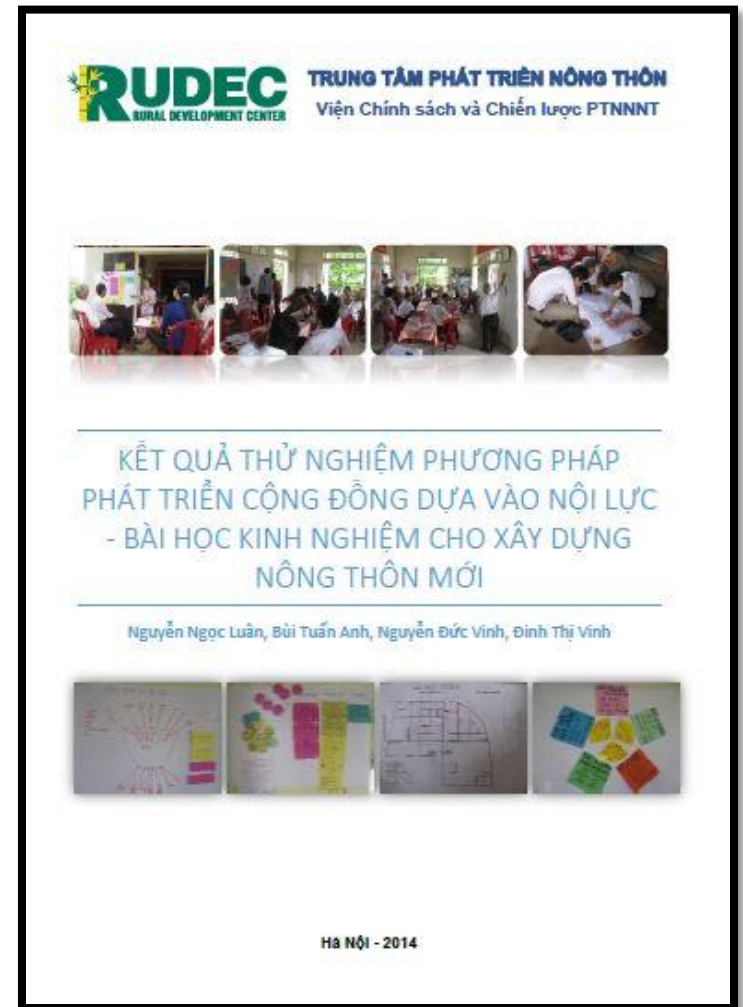 RUDEC
RURAL DEVELOPMENT CENTER
TRUNG TÂM PHÁT TRIỂN NÔNG THÔN
Viện Chính sách và Chiến lược PTNNNT
KẾT QUẢ THỬ NGHIỆM PHƯƠNG PHÁP
PHÁT TRIỂN CỘNG ĐỒNG DỰA VÀO NỘI LỰC
- BÀI HỌC KINH NGHIỆM CHO XÂY DỰNG
NÔNG THÔN MỚI
Nguyễn Ngọc Luân, Bùi Tuấn Anh, Nguyễn Đức Vinh, Đinh Thị Vinh
Hà Nội - 2014